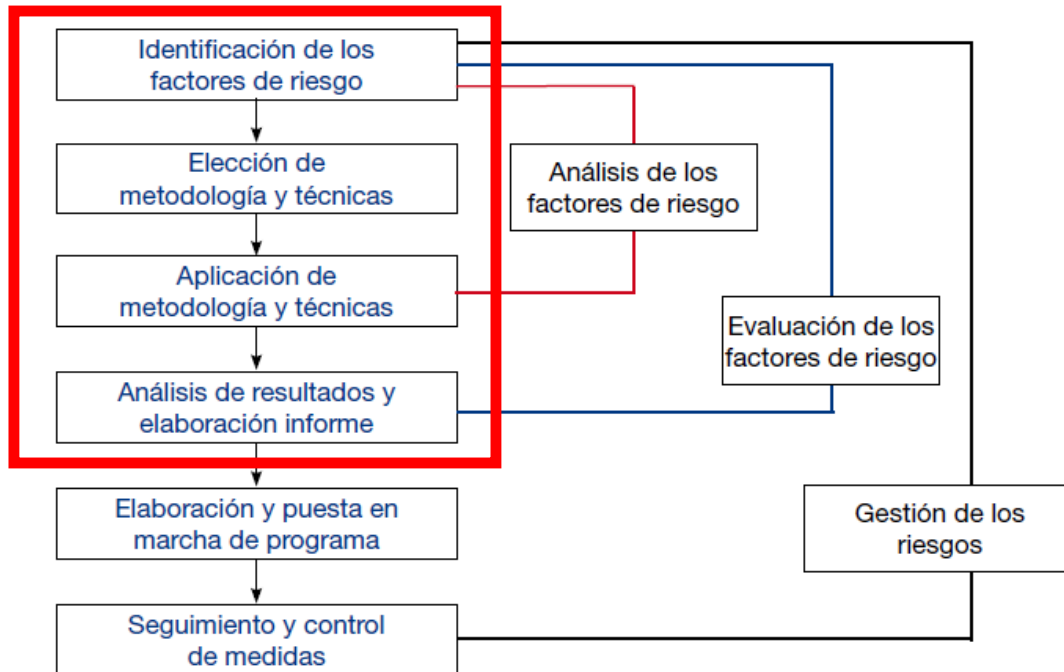 Identificación de los
factores de riesgo
Elección de
metodología y técnicas
Análisis de los
factores de riesgo
Aplicación de
metodología y técnicas
Evaluación de los
factores de riesgo
Análisis de resultados y
elaboración informe
Elaboración y puesta en
marcha de programa
Gestión de los
riesgos
Seguimiento y control
de medidas